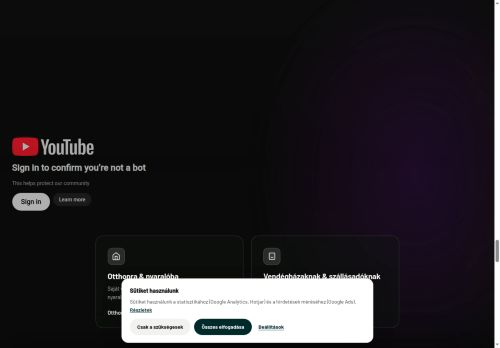 YouTube
Sign in to confirm you're not a bot
This helps protect our community
Sign in
Learn more
Otthonra & nyaralóba
Vendégházaknak & szállásadóknak
Sütiket használunk
Sütiket használunk a statisztikához (Google Analytics, Hotjar) és a hirdetések méréséhez (Google Ads).
Részletek
Csak a szükségesek
Összes elfogadása
Beállítások